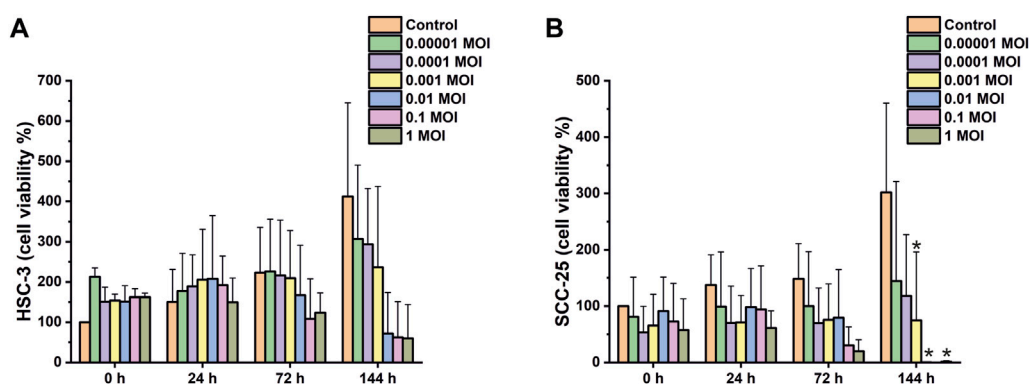 A
Control
0.00001 MOI
0.0001 MOI
0.001 MOI
0.01 MOI
0.1 MOI
1 MOI
HSC-3 (cell viability %)
700
600
500
400
300
200
100
0
0 h
24 h
72 h
144 h
B
Control
0.00001 MOI
0.0001 MOI
0.001 MOI
0.01 MOI
0.1 MOI
1 MOI
SCC-25 (cell viability %)
500
400
300
200
100
0
*
* *
0 h
24 h
72 h
144 h